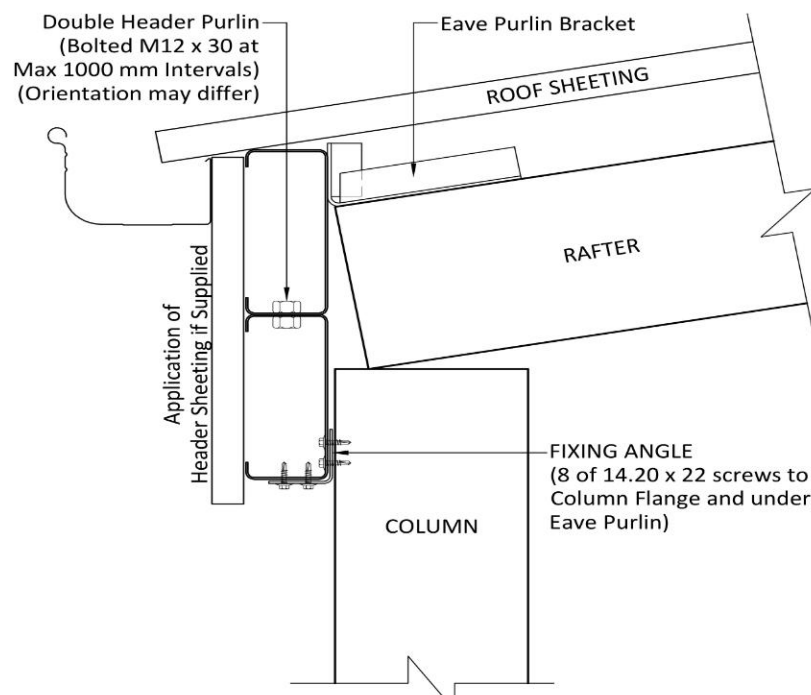 Double Header Purlin
(Bolted M12 x 30 at
Max 1000 mm Intervals)
(Orientation may differ)
Eave Purlin Bracket
ROOF SHEETING
RAFTER
Application of
Header Sheeting if Supplied
FIXING ANGLE
(8 of 14.20 x 22 screws to
Column Flange and under
Eave Purlin)
COLUMN